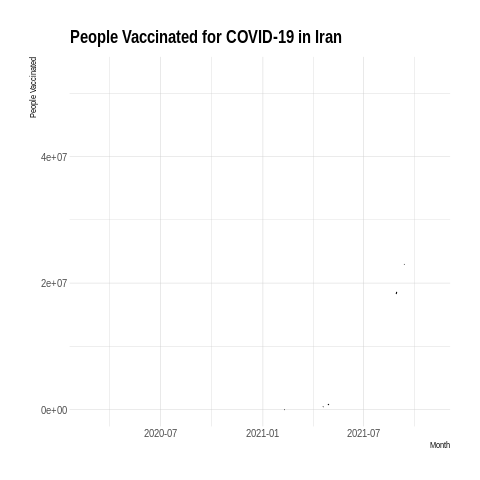 People Vaccinated for COVID-19 in Iran
People Vaccinated
4e+07
2e+07
0e+00
2020-07 2021-01 2021-07
Month